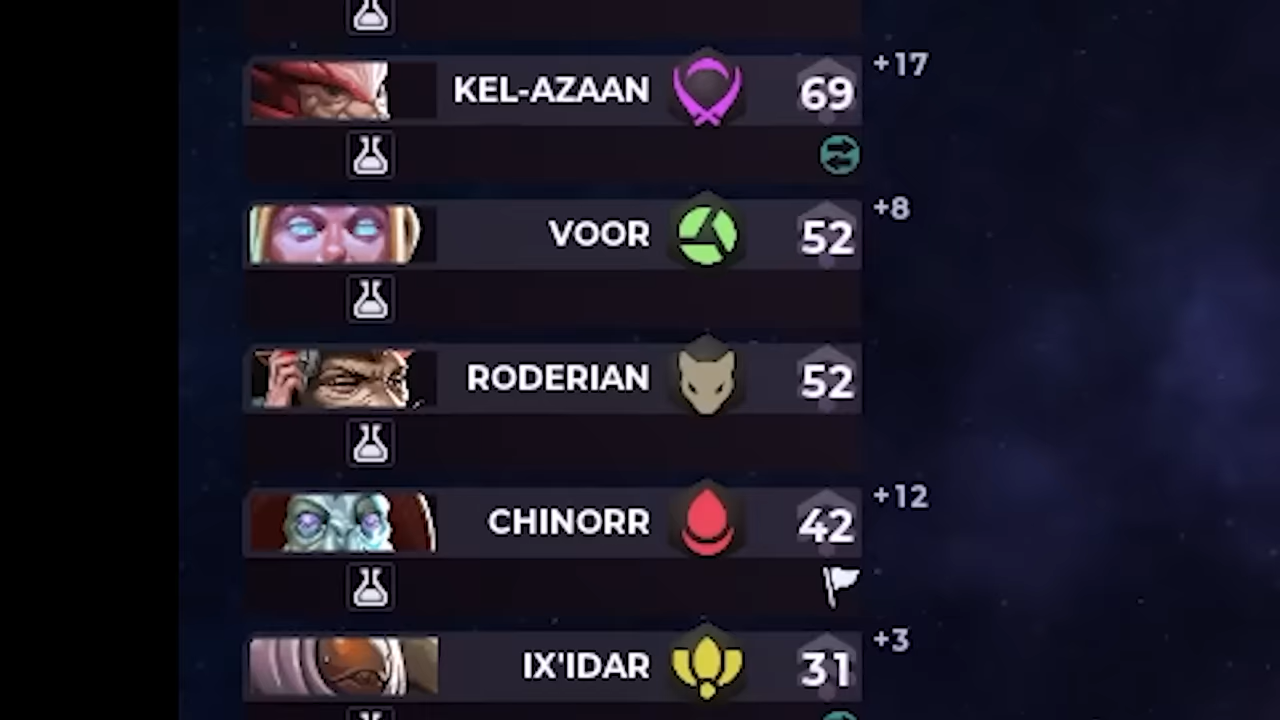 KEL-AZAAN 69 +17
VOOR 52 +8
RODERIAN 52
CHINORR 42 +12
IX'IDAR 31 +3